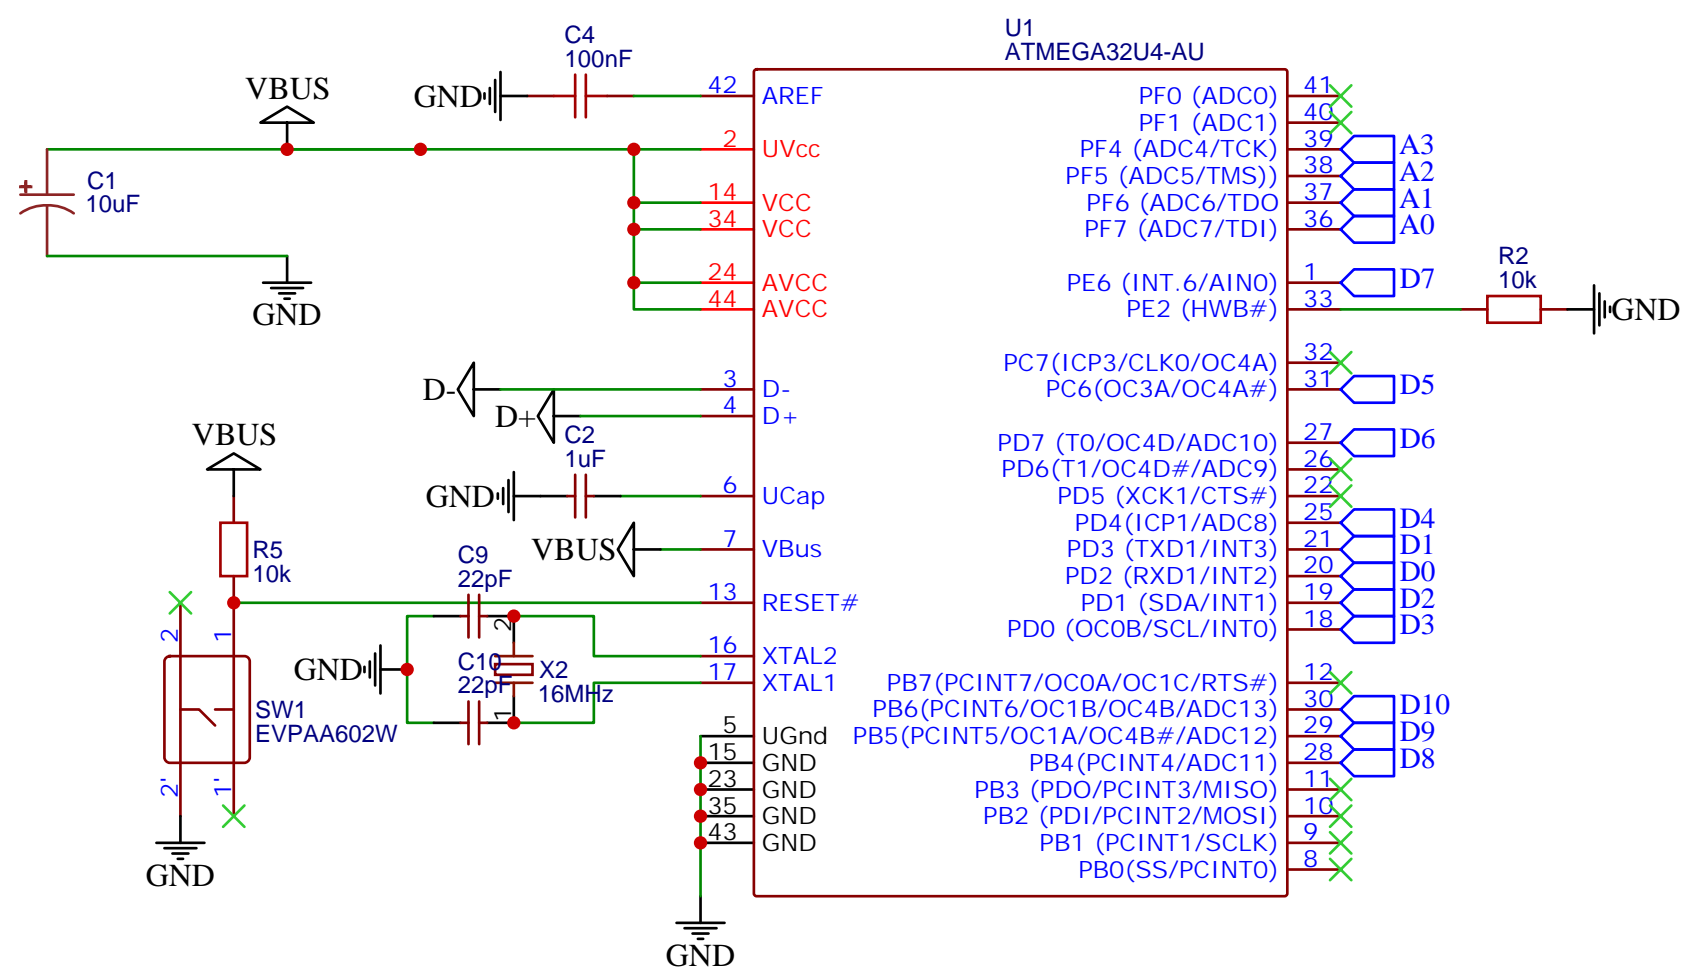 U1
ATMEGA32U4-AU
C4
100nF
GND
VBUS
C1
10uF
GND
42 AREF
2 UVcc
14 VCC
34 VCC
24 AVCC
44 AVCC
D- 3 D-
D+ 4 D+
C2
1uF
GND 6 UCap
VBUS 7 VBus
VBUS
R5
10k
13 RESET#
C9
22pF
GND
C10
22pF
2
1
X2
16MHz
16 XTAL2
17 XTAL1
2 1
SW1
EVPAA602W
2' 1'
GND
5 UGnd
15 GND
23 GND
35 GND
43 GND
GND
PF0 (ADC0) 41
PF1 (ADC1) 40
PF4 (ADC4/TCK) 39 A3
PF5 (ADC5/TMS)) 38 A2
PF6 (ADC6/TDO 37 A1
PF7 (ADC7/TDI) 36 A0
PE6 (INT.6/AIN0) 1 D7
PE2 (HWB#) 33
R2
10k
GND
PC7(ICP3/CLK0/OC4A) 32
PC6(OC3A/OC4A#) 31 D5
PD7 (T0/OC4D/ADC10) 27 D6
PD6(T1/OC4D#/ADC9) 26
PD5 (XCK1/CTS#) 22
PD4(ICP1/ADC8) 25 D4
PD3 (TXD1/INT3) 21 D1
PD2 (RXD1/INT2) 20 D0
PD1 (SDA/INT1) 19 D2
PD0 (OC0B/SCL/INT0) 18 D3
PB7(PCINT7/OC0A/OC1C/RTS#) 12
PB6(PCINT6/OC1B/OC4B/ADC13) 30 D10
PB5(PCINT5/OC1A/OC4B#/ADC12) 29 D9
PB4(PCINT4/ADC11) 28 D8
PB3 (PDO/PCINT3/MISO) 11
PB2 (PDI/PCINT2/MOSI) 10
PB1 (PCINT1/SCLK) 9
PB0(SS/PCINT0) 8